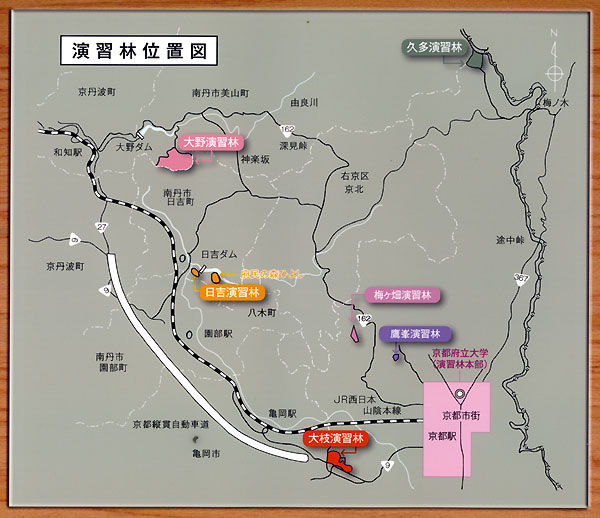 演習林位置図
久多演習林
N
京丹波町
南丹市美山町
由良川
梅ノ木
162
和知駅
大野ダム
大野演習林
神楽坂
深見峠
南丹市
日吉町
右京区
京北
27
9
日吉ダム
途中峠
京丹波町
府民の森ひよし
367
9
日吉演習林
梅ヶ畑演習林
八木町
162
園部駅
鷹峯演習林
南丹市
園部町
京都府立大学
(演習林本部)
JR西日本
山陰本線
亀岡駅
京都市街
京都縦貫自動車道
大枝演習林
京都駅
亀岡市
9